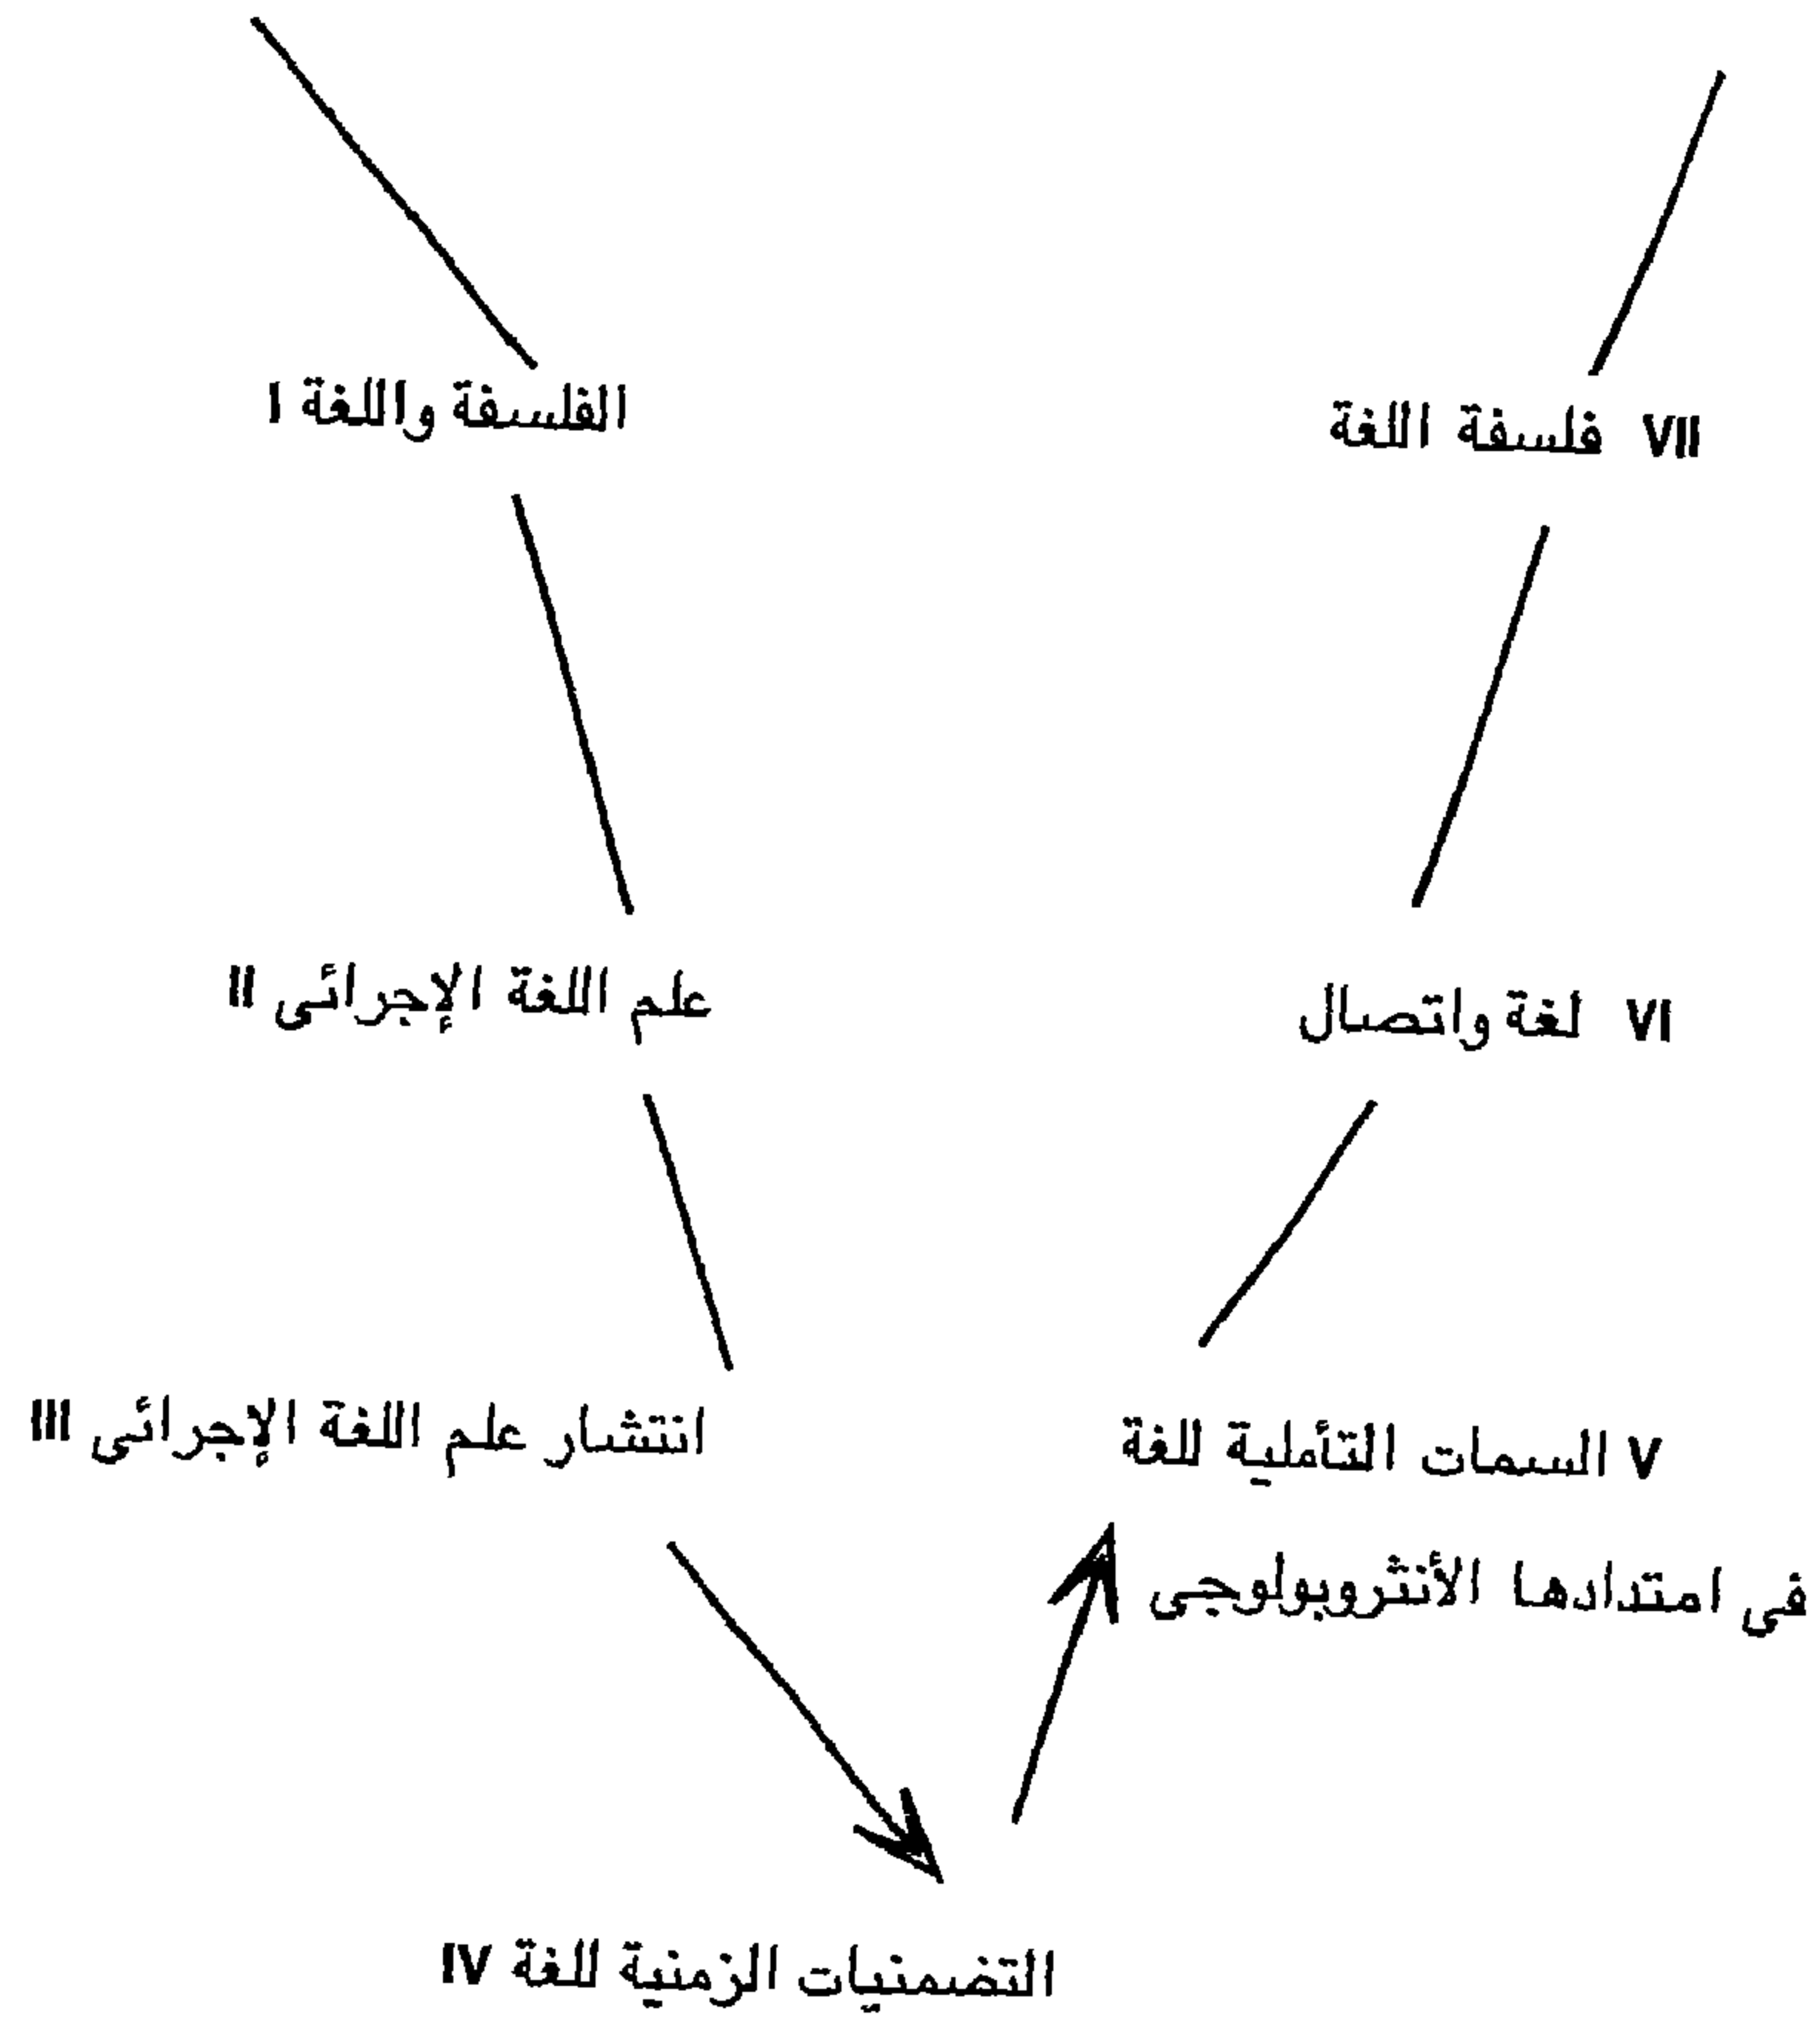 الفلسفة واللغة I
VII فلسفة اللغة
علم اللغة الإجرائى II
VI لغة واتصال
انتشار علم اللغة الإجرائى III
V السمات التأملية للغة
فى امتدادها الأنثروبولوجى
التضمنيات الزمنية للغة IV